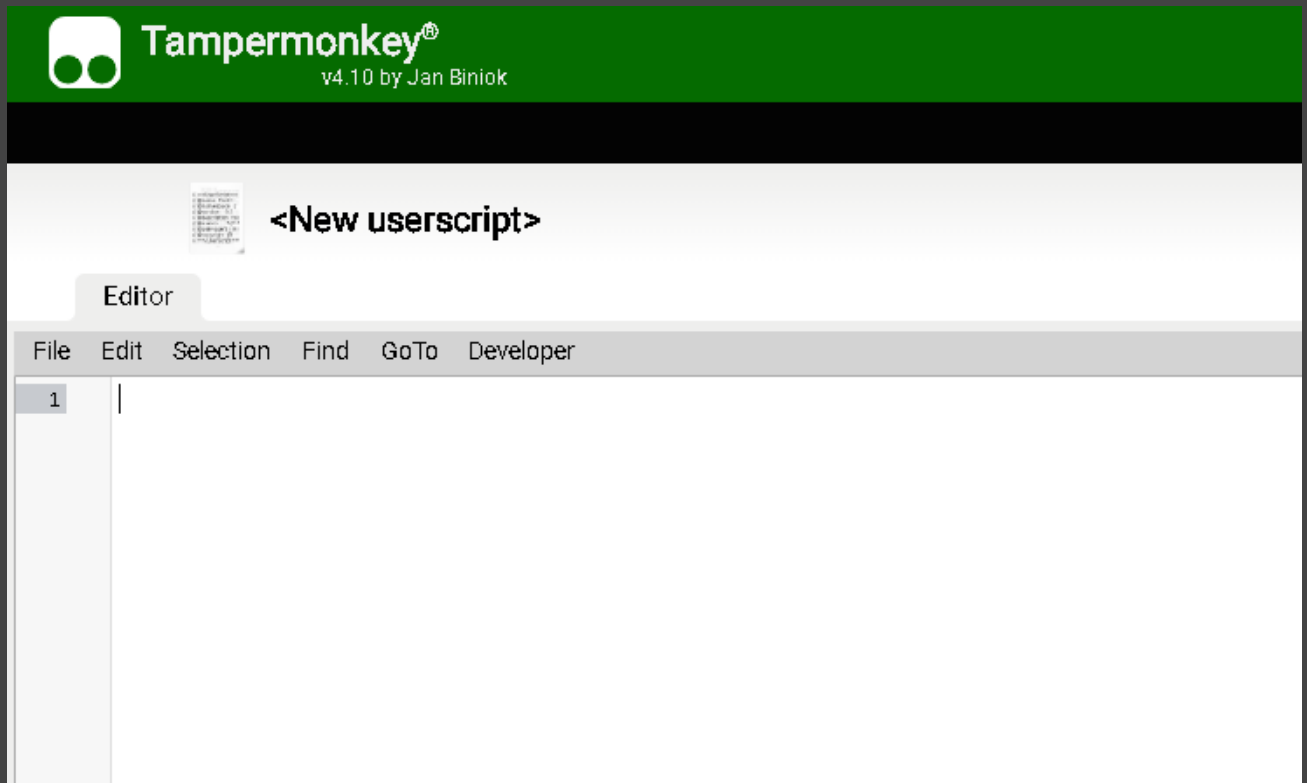 Tampermonkey®
v4.10 by Jan Biniok
<New userscript>
Editor
File Edit Selection Find GoTo Developer
1